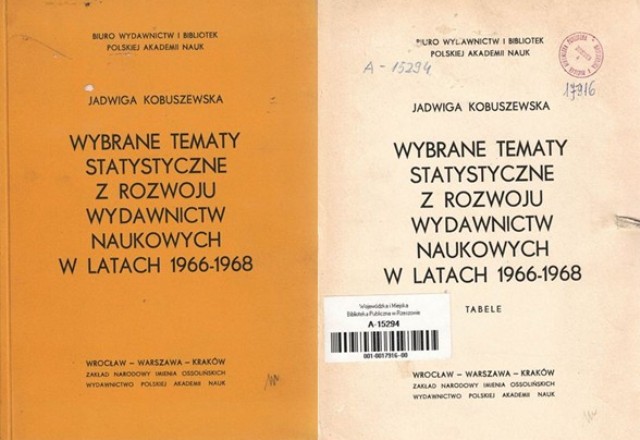 BIURO WYDAWNICTW I BIBLIOTEK
POLSKIEJ AKADEMII NAUK
JADWIGA KOBUSZEWSKA
WYBRANE TEMATY
STATYSTYCZNE
Z ROZWOJU
WYDAWNICTW
NAUKOWYCH
W LATACH 1966-1968
WROCŁAW – WARSZAWA – KRAKÓW
ZAKŁAD NARODOWY IMIENIA OSSOLIŃSKICH
WYDAWNICTWO POLSKIEJ AKADEMII NAUK
BIURO WYDAWNICTW I BIBLIOTEK
POLSKIEJ AKADEMII NAUK
A-15294
17916
JADWIGA KOBUSZEWSKA
WYBRANE TEMATY
STATYSTYCZNE
Z ROZWOJU
WYDAWNICTW
NAUKOWYCH
W LATACH 1966-1968
TABELE
Wojewódzka i Miejska
Biblioteka Publiczna w Rzeszowie
A-15294
001-0017916-00
WROCŁAW – WARSZAWA – KRAKÓW
ZAKŁAD NARODOWY IMIENIA OSSOLIŃSKICH
WYDAWNICTWO POLSKIEJ AKADEMII NAUK